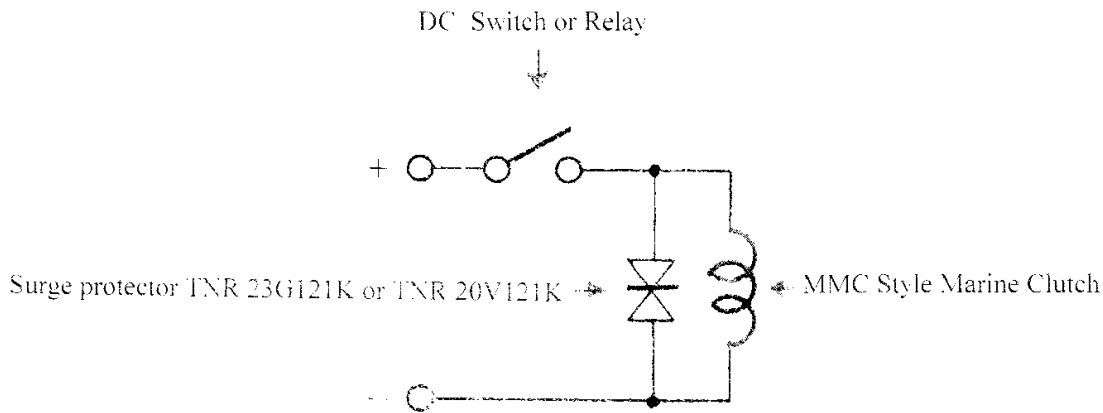 DC Switch or Relay
+
Surge protector TNR 23G121K or TNR 20V121K
MMC Style Marine Clutch
-